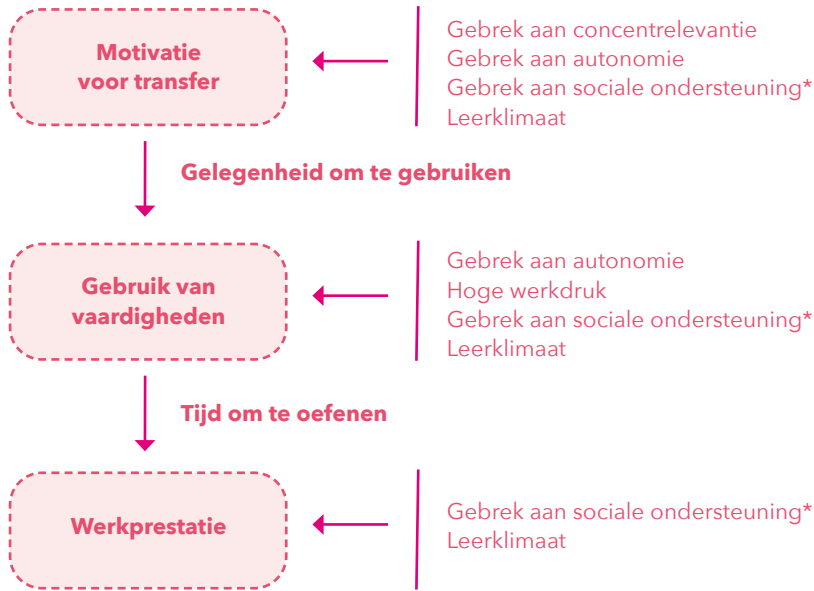 Motivatie
voor transfer
Gebrek aan concentrelevantie
Gebrek aan autonomie
Gebrek aan sociale ondersteuning*
Leerklimaat
Gelegenheid om te gebruiken
Gebruik van
vaardigheden
Gebrek aan autonomie
Hoge werkdruk
Gebrek aan sociale ondersteuning*
Leerklimaat
Tijd om te oefenen
Werkprestatie
Gebrek aan sociale ondersteuning*
Leerklimaat